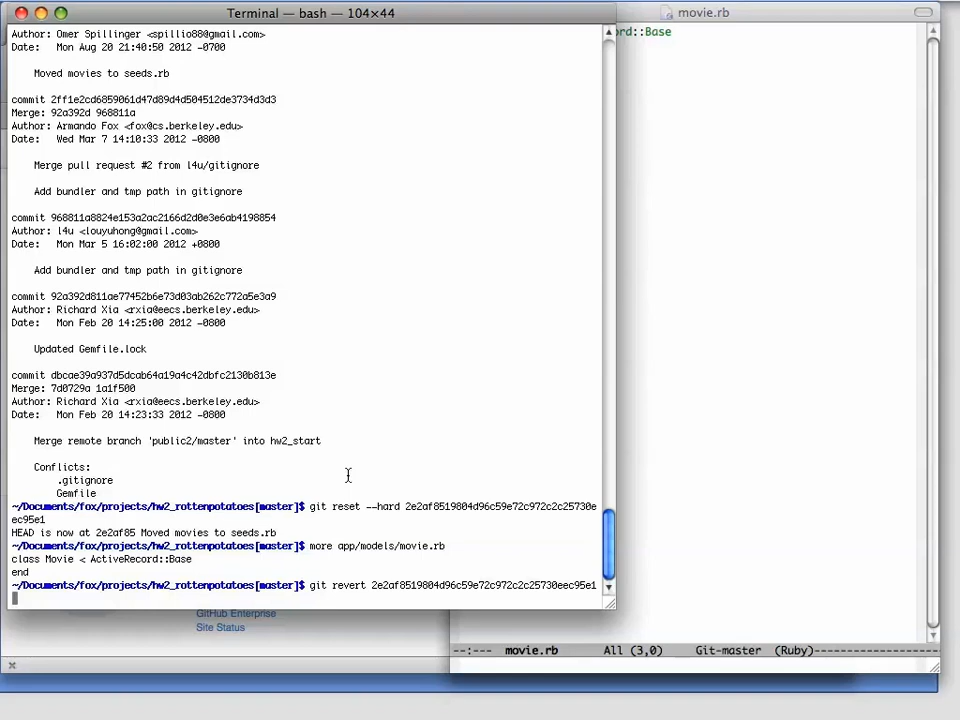 Terminal — bash — 104×44
movie.rb
Author: Omer Spillinger <spillio88@gmail.com>
Date:   Mon Aug 20 21:40:50 2012 -0700
Moved movies to seeds.rb
commit 2ff1e2cd6859061d47d89d4d504512de3734d3d3
Merge: 92a392d 968811a
Author: Armando Fox <fox@cs.berkeley.edu>
Date:   Wed Mar 7 14:10:33 2012 -0800
Merge pull request #2 from l4u/gitignore
Add bundler and tmp path in gitignore
commit 968811a8824e153a2ac2166d2d0e3e6ab4198854
Author: l4u <louyuhong@gmail.com>
Date:   Mon Mar 5 16:02:00 2012 +0800
Add bundler and tmp path in gitignore
commit 92a392d811ae77452b6e73d03ab262c772a5e3a9
Author: Richard Xia <rxia@eecs.berkeley.edu>
Date:   Mon Feb 20 14:25:00 2012 -0800
Updated Gemfile.lock
commit dbcae39a937d5dcab64a19a4c42dbfc2130b813e
Merge: 7d0729a 1a1f500
Author: Richard Xia <rxia@eecs.berkeley.edu>
Date:   Mon Feb 20 14:23:33 2012 -0800
Merge remote branch 'public2/master' into hw2_start
Conflicts:
.gitignore
Gemfile
~/Documents/fox/projects/hw2_rottenpotatoes[master]$ git reset --hard 2e2af8519804d96c59e72c972c2c25730e
ec95e1
HEAD is now at 2e2af85 Moved movies to seeds.rb
~/Documents/fox/projects/hw2_rottenpotatoes[master]$ more app/models/movie.rb
class Movie < ActiveRecord::Base
end
~/Documents/fox/projects/hw2_rottenpotatoes[master]$ git revert 2e2af8519804d96c59e72c972c2c25730eec95e1
ord::Base
GitHub Enterprise
Site Status
--:---  movie.rb      All (3,0)     Git-master  (Ruby)--------------------